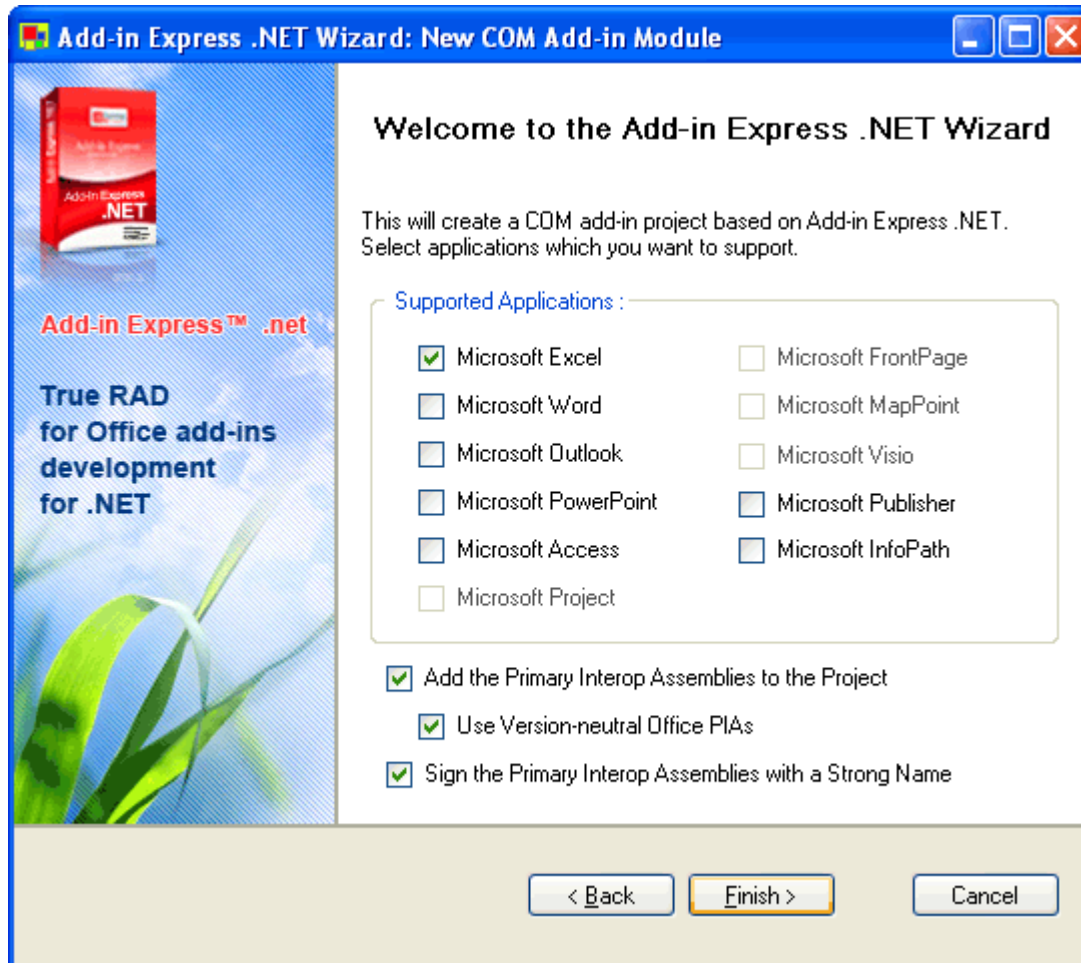 Add-in Express .NET Wizard: New COM Add-in Module
Add-in Express
.NET
Add-in Express™ .net
True RAD
for Office add-ins
development
for .NET
Welcome to the Add-in Express .NET Wizard
This will create a COM add-in project based on Add-in Express .NET.
Select applications which you want to support.
Supported Applications :
Microsoft Excel
Microsoft Word
Microsoft Outlook
Microsoft PowerPoint
Microsoft Access
Microsoft Project
Microsoft FrontPage
Microsoft MapPoint
Microsoft Visio
Microsoft Publisher
Microsoft InfoPath
Add the Primary Interop Assemblies to the Project
Use Version-neutral Office PIAs
Sign the Primary Interop Assemblies with a Strong Name
< Back
Finish >
Cancel